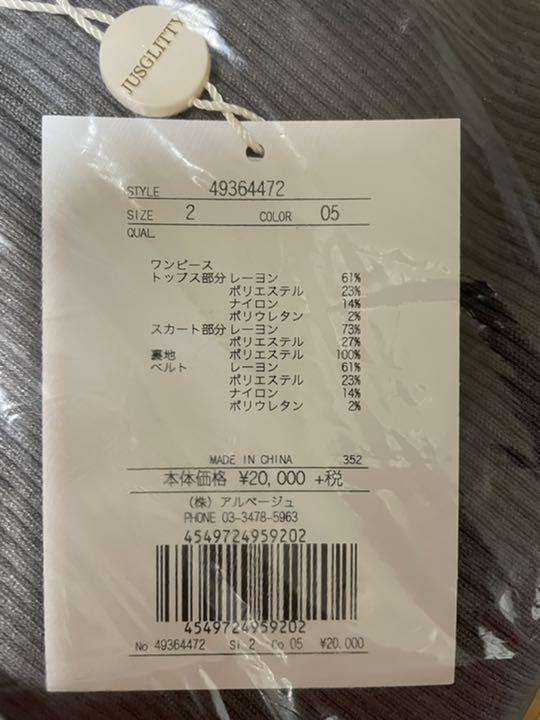 JUSGLITTY
STYLE 49364472
SIZE 2 COLOR 05
QUAL
ワンピース
トップス部分 レーヨン 61%
ポリエステル 23%
ナイロン 14%
ポリウレタン 2%
スカート部分 レーヨン 73%
ポリエステル 27%
裏地 ポリエステル 100%
ベルト レーヨン 61%
ポリエステル 23%
ナイロン 14%
ポリウレタン 2%
MADE IN CHINA 352
本体価格 ¥20,000 +税
(株) アルページュ
PHONE 03-3478-5963
4549724959202
4549724959202
No 49364472 Si 2 Co 05 ¥20.000